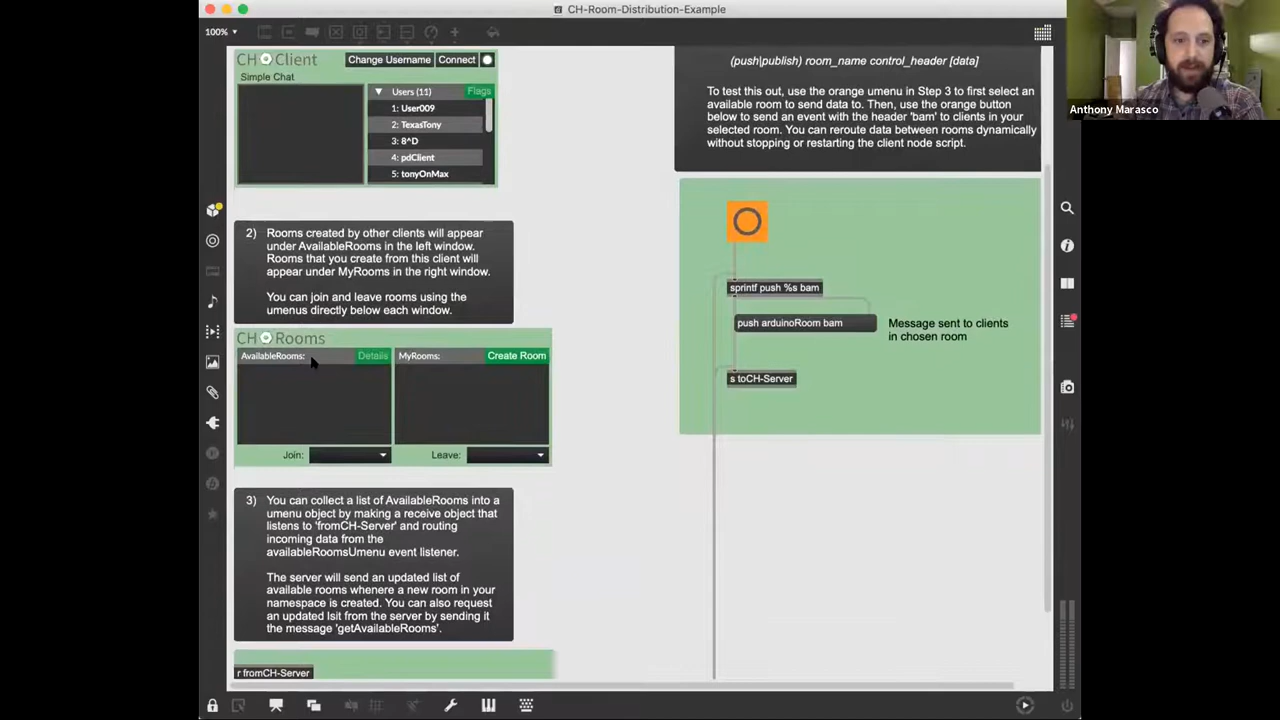 CH-Room-Distribution-Example
100%
CH Client
Change Username
Connect
Simple Chat
Users (11)
Flags
1: User009
2: TexasTony
3: 8^D
4: pdClient
5: tonyOnMax
2) Rooms created by other clients will appear
under AvailableRooms in the left window.
Rooms that you create from this client will
appear under MyRooms in the right window.
You can join and leave rooms using the
umenus directly below each window.
CH Rooms
AvailableRooms:
Details
MyRooms:
Create Room
Join:
Leave:
3) You can collect a list of AvailableRooms into a
umenu object by making a receive object that
listens to 'fromCH-Server' and routing
incoming data from the
availableRoomsUmenu event listener.
The server will send an updated list of
available rooms whenere a new room in your
namespace is created. You can also request
an updated lsit from the server by sending it
the message 'getAvailableRooms'.
r fromCH-Server
(push|publish) room_name control_header [data]
To test this out, use the orange umenu in Step 3 to first select an
available room to send data to. Then, use the orange button
below to send an event with the header 'bam' to clients in your
selected room. You can reroute data between rooms dynamically
without stopping or restarting the client node script.
sprintf push %s bam
push arduinoRoom bam
Message sent to clients
in chosen room
s toCH-Server
Anthony Marasco